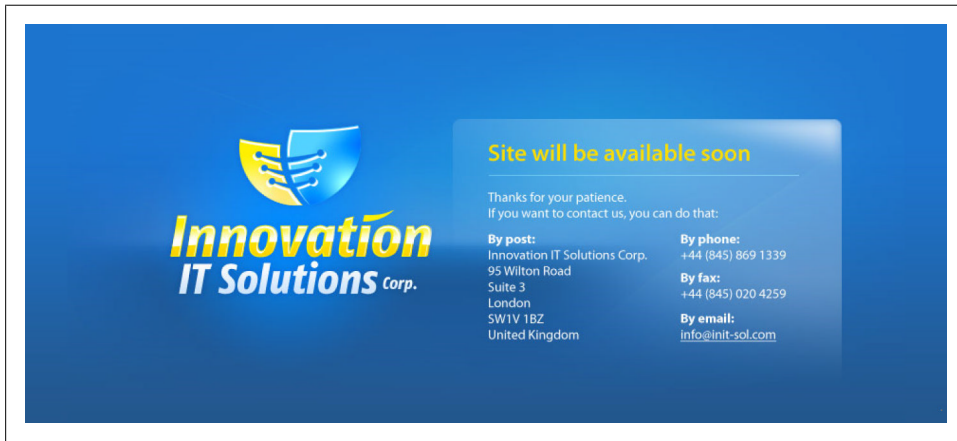 Innovation
IT Solutions Corp.
Site will be available soon
Thanks for your patience.
If you want to contact us, you can do that:
By post:
Innovation IT Solutions Corp.
95 Wilton Road
Suite 3
London
SW1V 1BZ
United Kingdom
By phone:
+44 (845) 869 1339
By fax:
+44 (845) 020 4259
By email:
info@init-sol.com